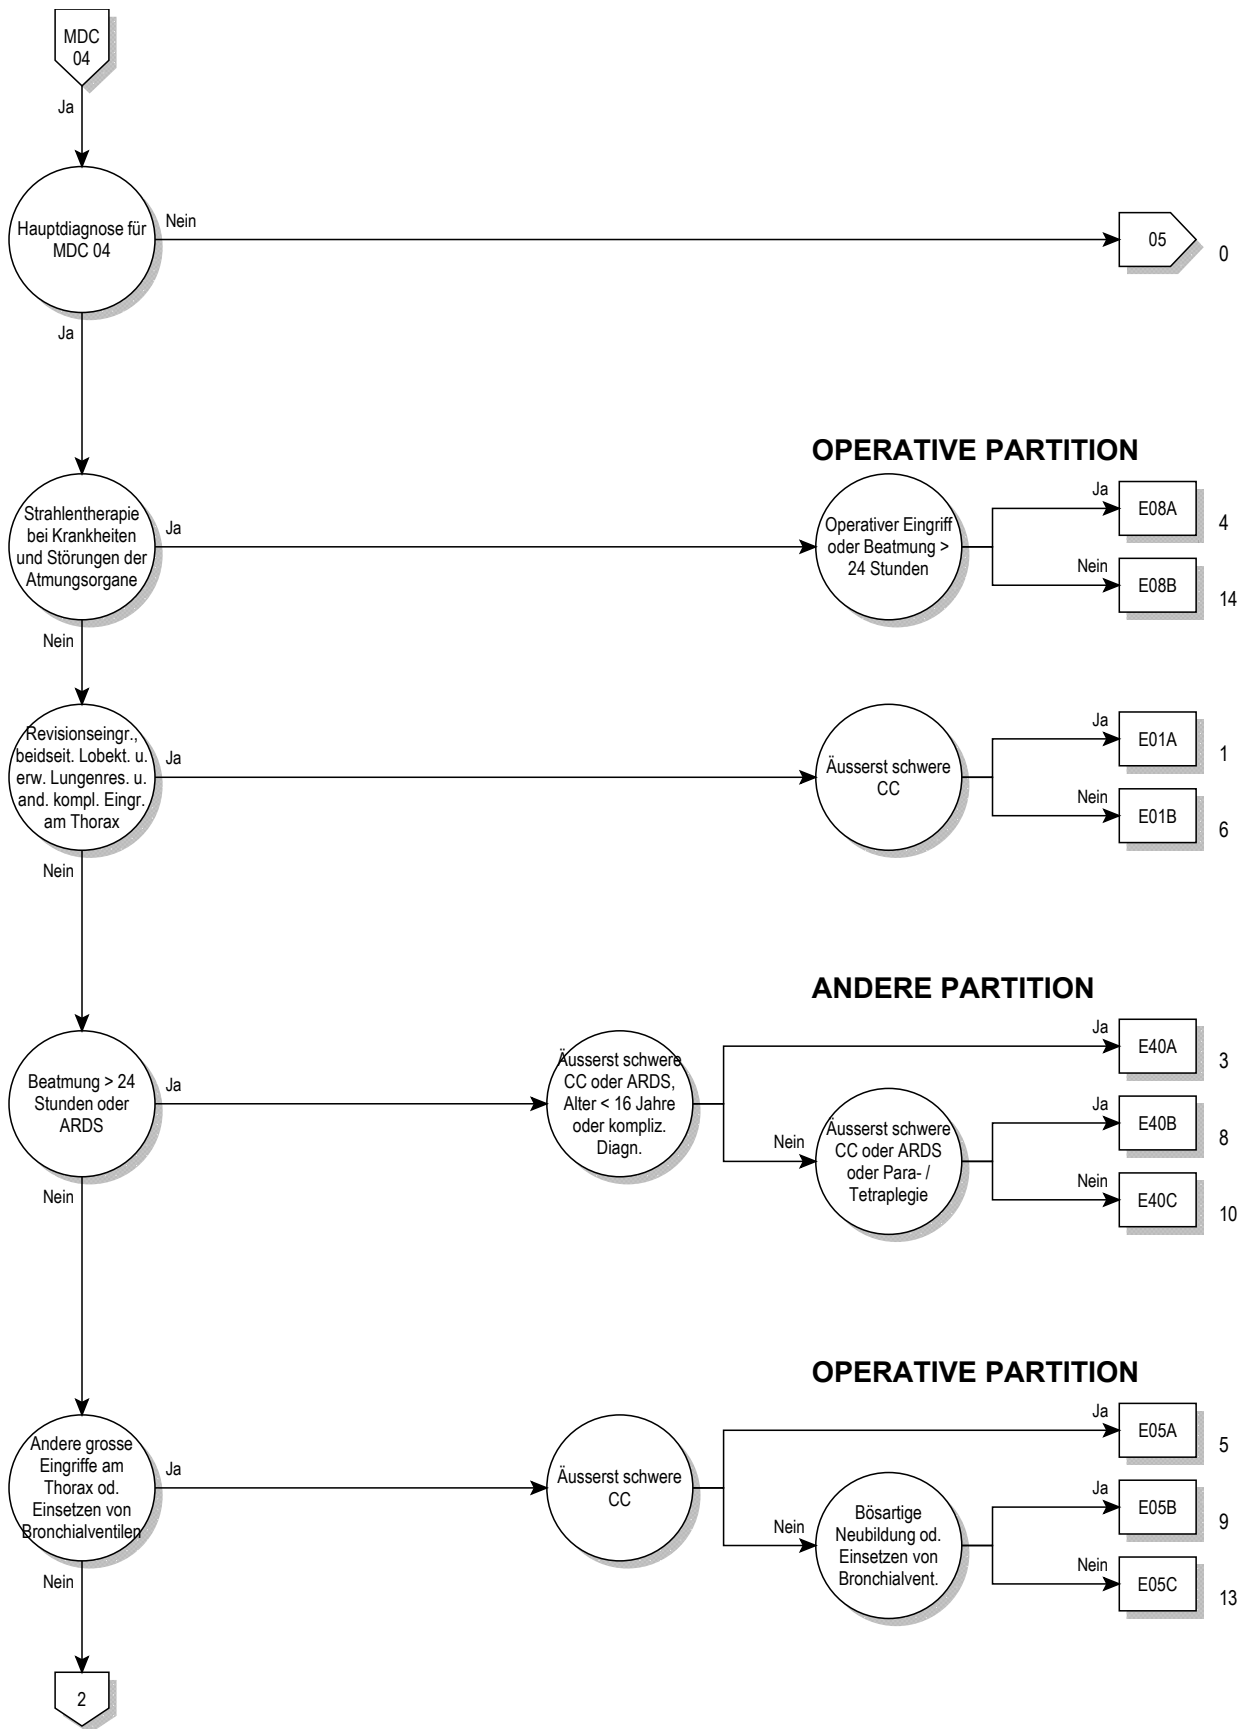 MDC
04
Ja
Hauptdiagnose für
MDC 04
Nein
05
0
Ja
OPERATIVE PARTITION
Strahlentherapie
bei Krankheiten
und Störungen der
Atmungsorgane
Ja
Operativer Eingriff
oder Beatmung >
24 Stunden
Ja
E08A
4
Nein
E08B
14
Nein
Revisionseingr.,
beidseit. Lobekt. u.
erw. Lungenres. u.
and. kompl. Eingr.
am Thorax
Ja
Äusserst schwere
CC
Ja
E01A
1
Nein
E01B
6
Nein
ANDERE PARTITION
Beatmung > 24
Stunden oder
ARDS
Ja
Äusserst schwere
CC oder ARDS,
Alter < 16 Jahre
oder kompliz.
Diagn.
Ja
E40A
3
Nein
Äusserst schwere
CC oder ARDS
oder Para- /
Tetraplegie
Ja
E40B
8
Nein
E40C
10
Nein
OPERATIVE PARTITION
Andere grosse
Eingriffe am
Thorax od.
Einsetzen von
Bronchialventilen
Ja
Äusserst schwere
CC
Ja
E05A
5
Nein
Bösartige
Neubildung od.
Einsetzen von
Bronchialvent.
Ja
E05B
9
Nein
E05C
13
Nein
2